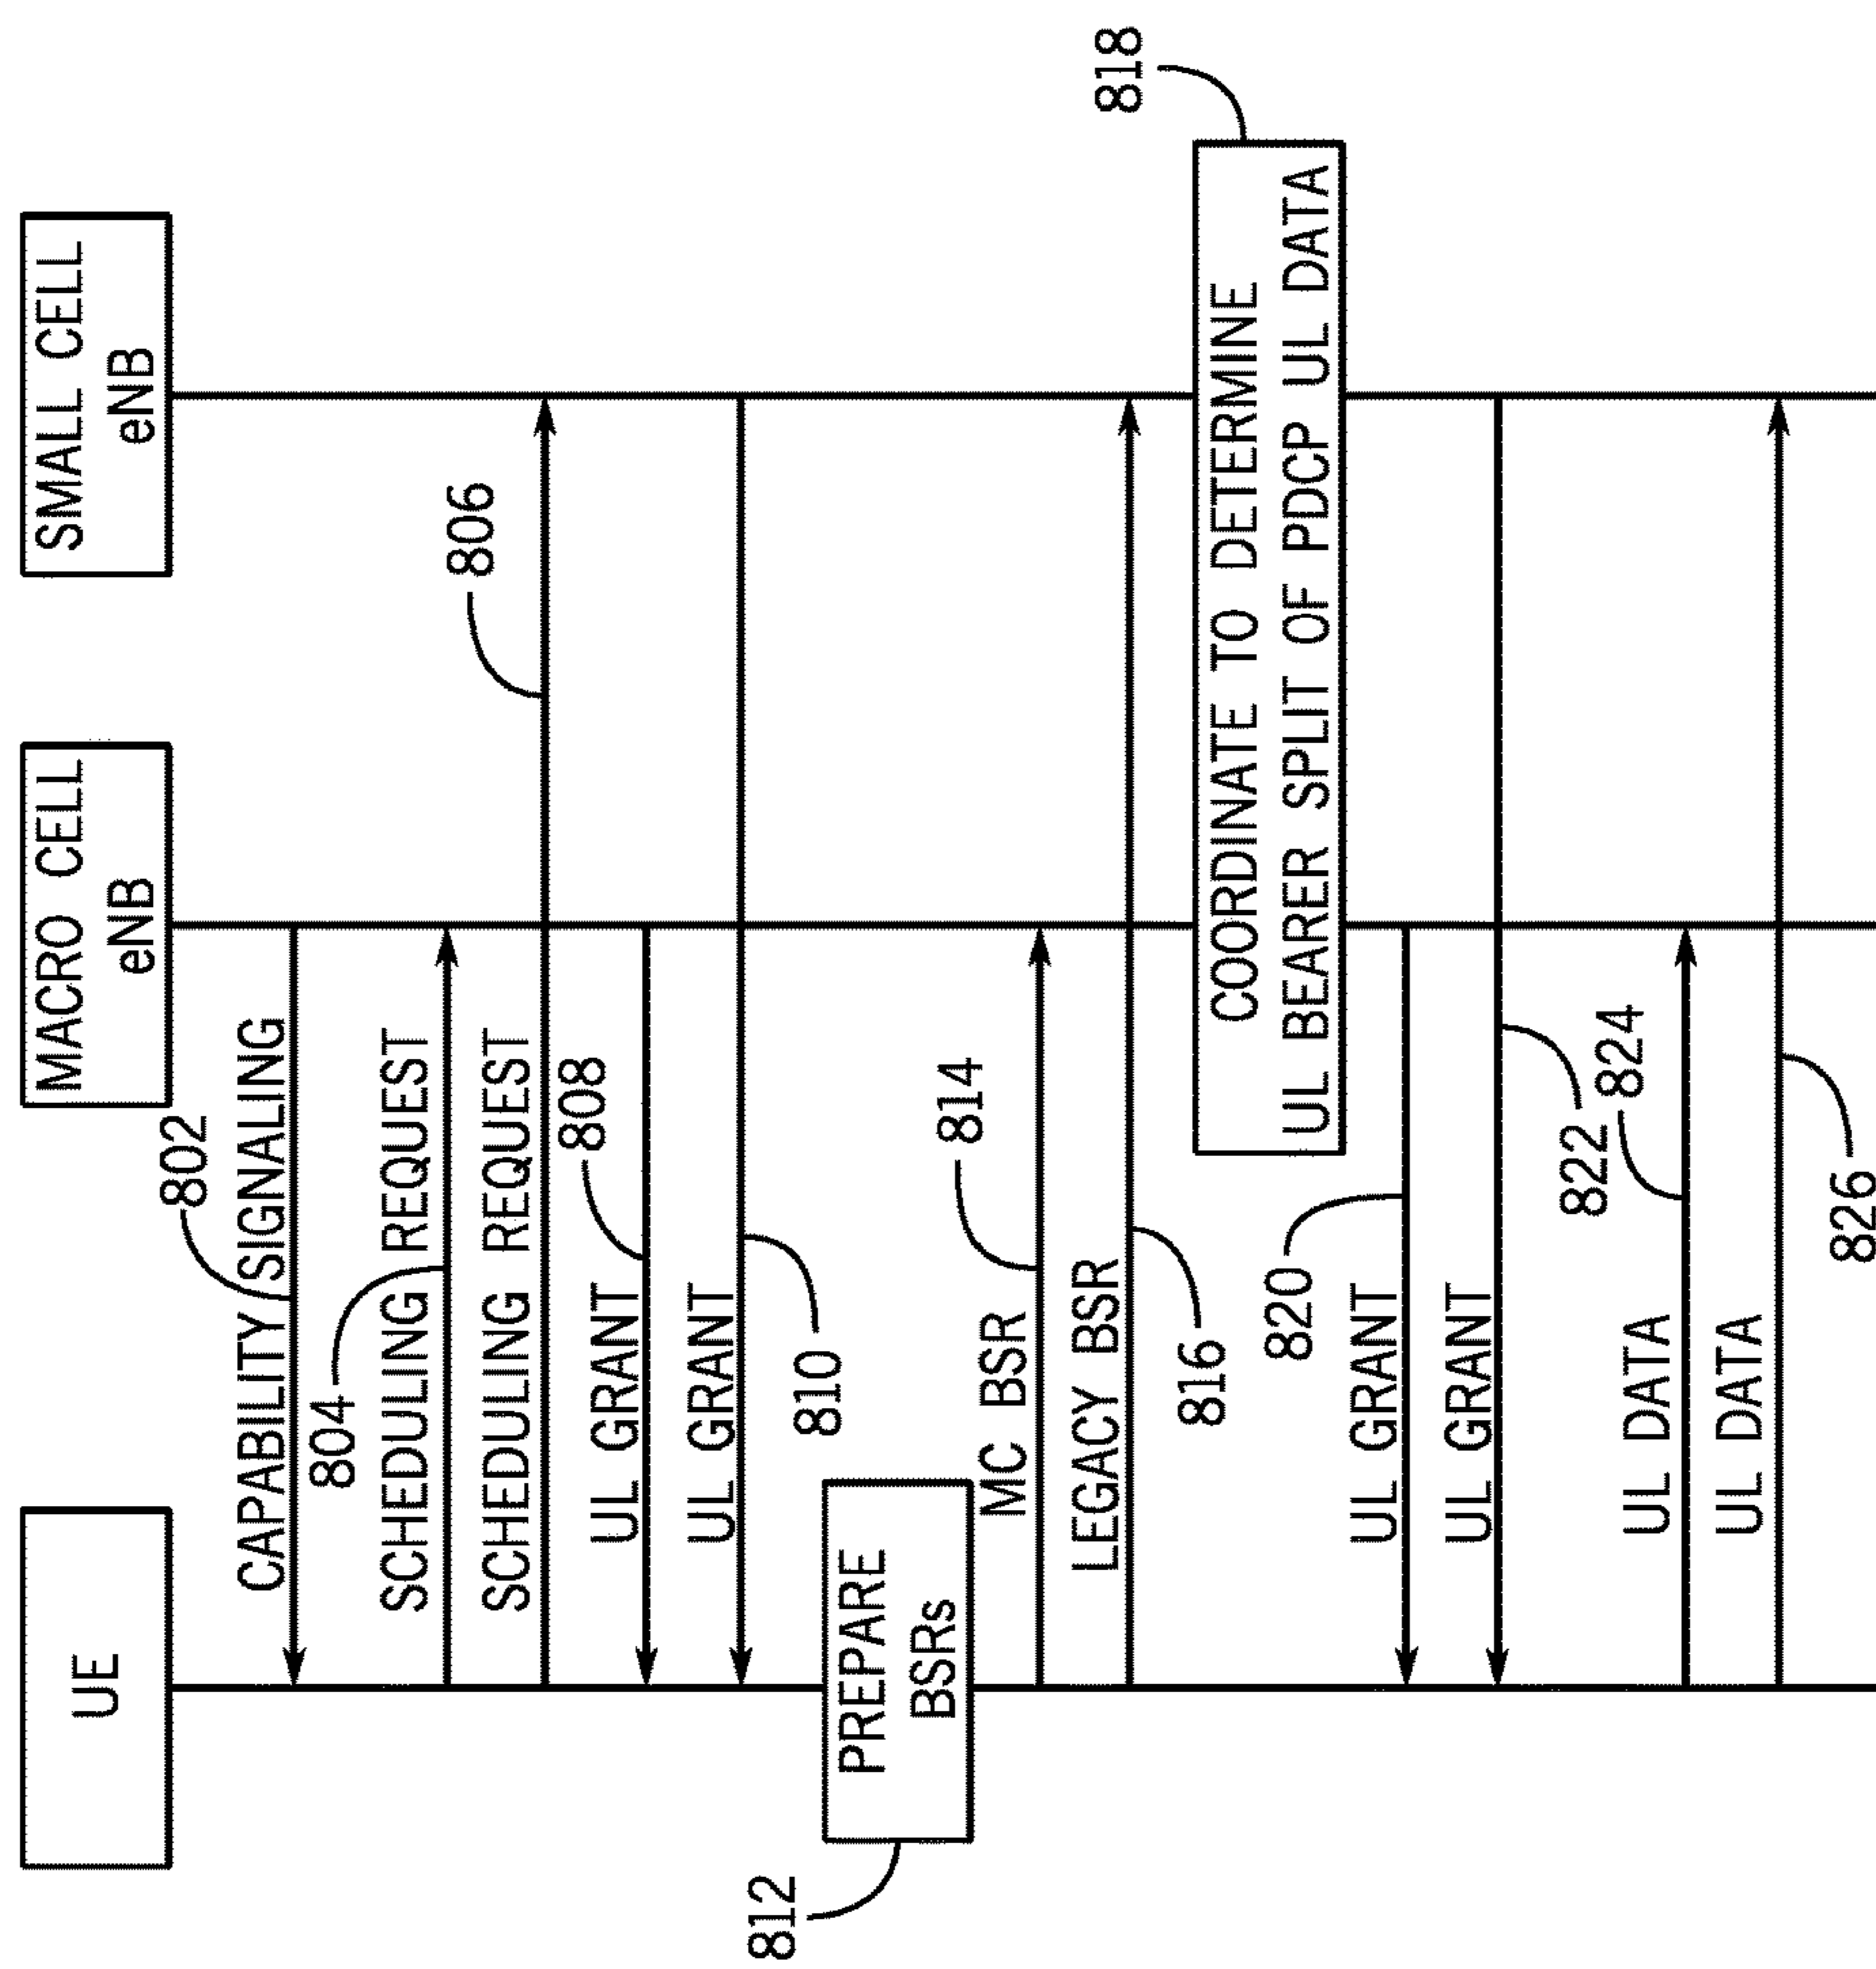 UE
MACRO CELL
eNB
SMALL CELL
eNB
802
CAPABILITY/SIGNALING
804
SCHEDULING REQUEST
806
SCHEDULING REQUEST
808
UL GRANT
UL GRANT
810
812
PREPARE
BSRs
814
MC BSR
LEGACY BSR
816
818
COORDINATE TO DETERMINE
UL BEARER SPLIT OF PDCP UL DATA
820
UL GRANT
UL GRANT
822
824
UL DATA
UL DATA
826